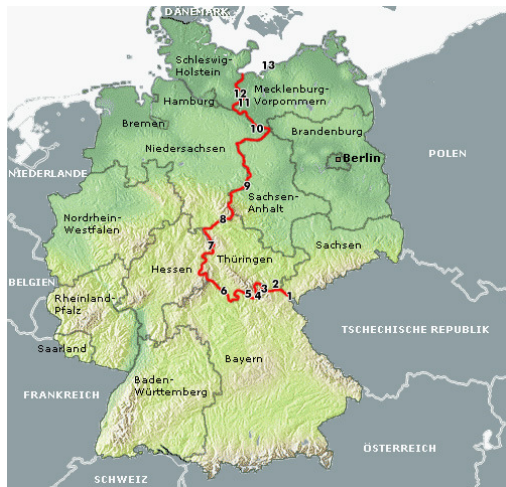 DÄNEMARK
Schleswig-
Holstein
13
12
11
Mecklenburg-
Vorpommern
Hamburg
Bremen
10
Brandenburg
Berlin
POLEN
Niedersachsen
NIEDERLANDE
9
Sachsen-
Anhalt
Nordrhein-
Westfalen
8
7
Thüringen
Sachsen
Hessen
BELGIEN
6
5
4
3
2
1
Rheinland-
Pfalz
TSCHECHISCHE REPUBLIK
Saarland
Bayern
FRANKREICH
Baden-
Württemberg
ÖSTERREICH
SCHWEIZ